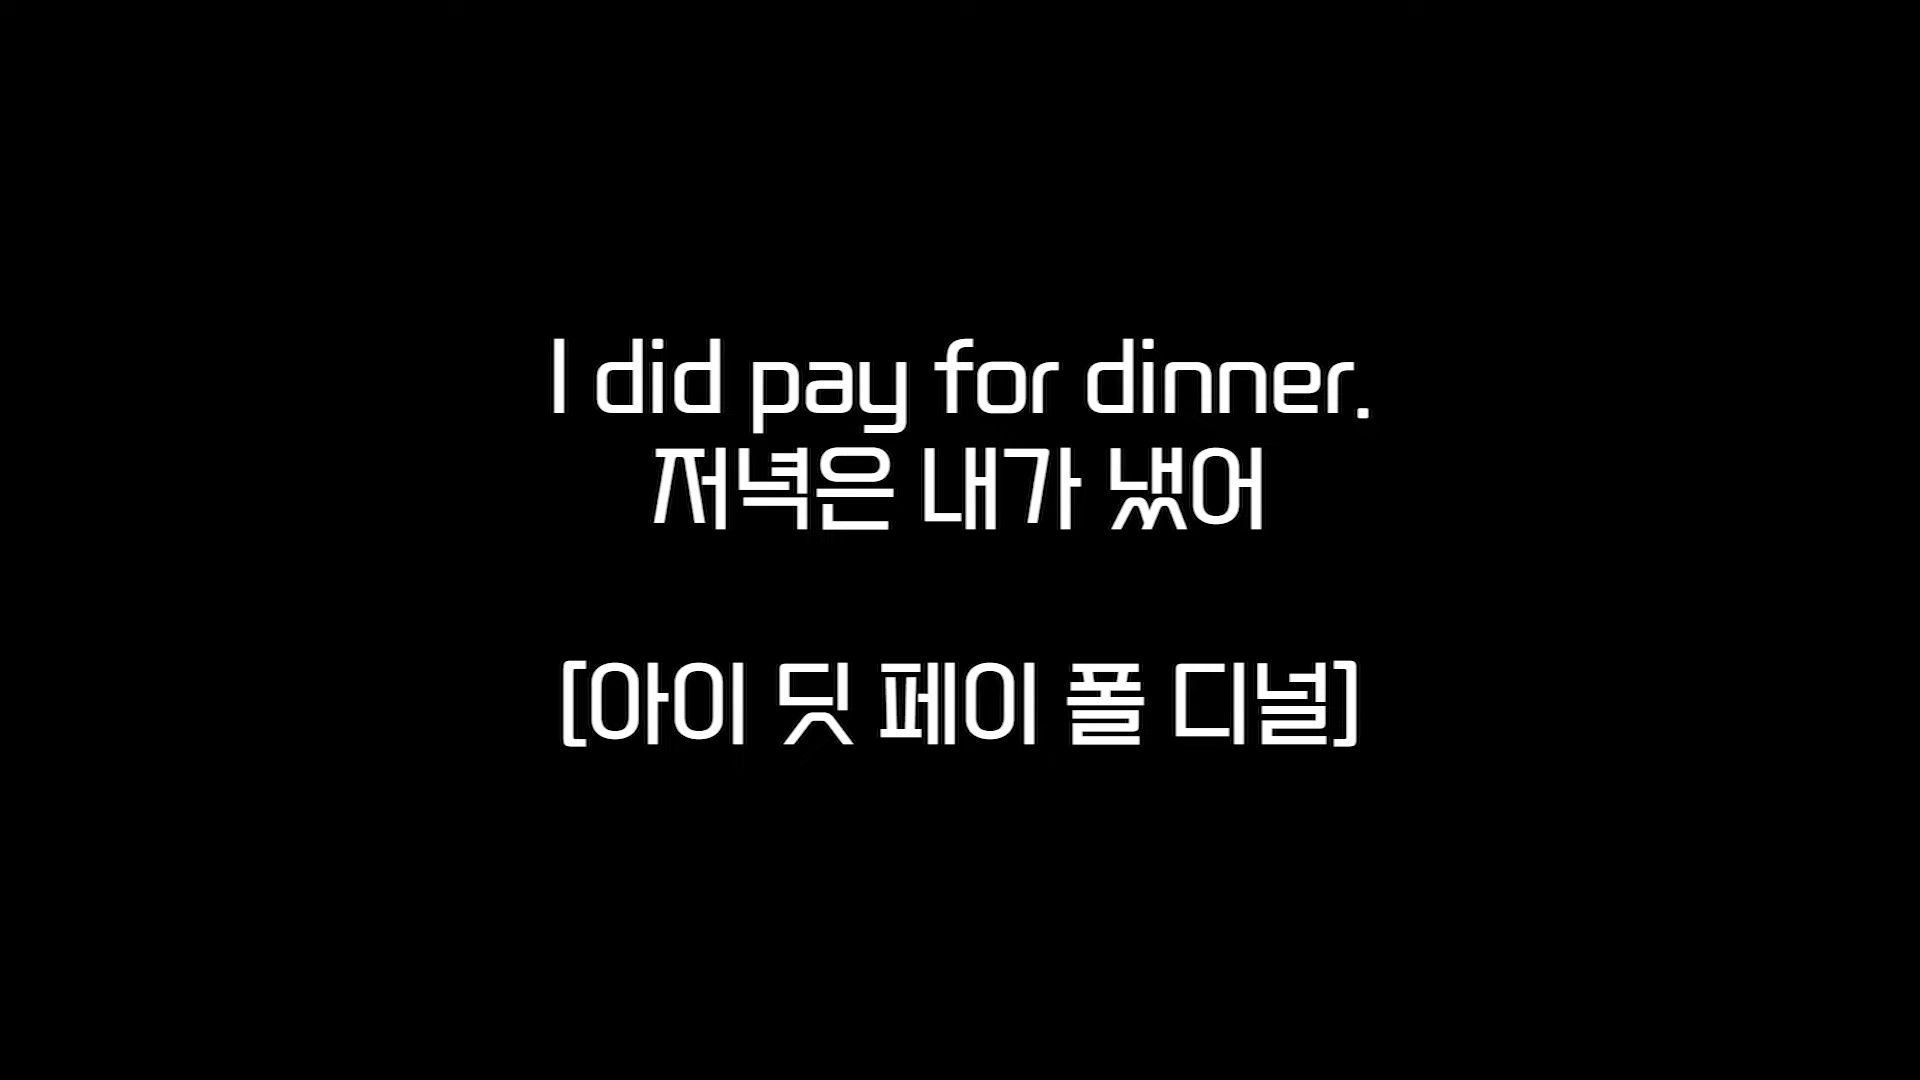 I did pay for dinner.
저녁은 내가 냈어
[아이 딧 페이 폴 디널]